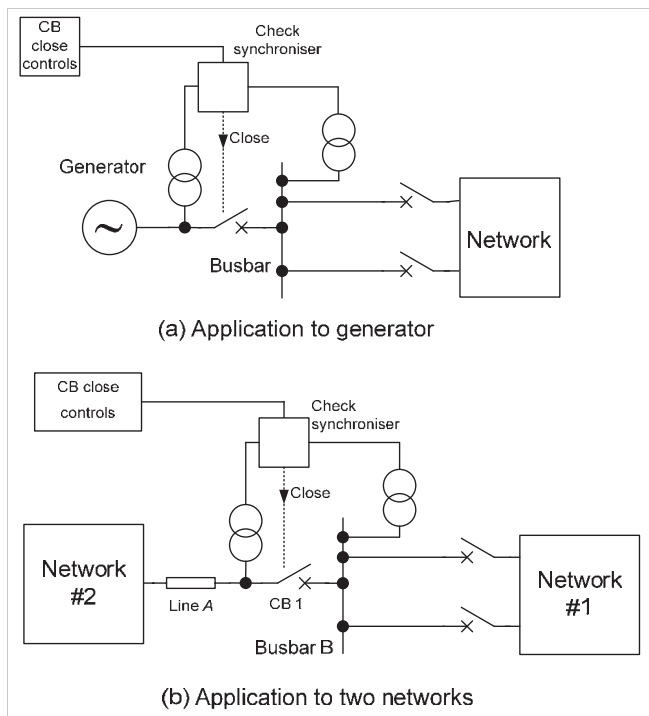 CB
close
controls
Check
synchroniser
Close
Generator
~
Network
Busbar
(a) Application to generator
CB close
controls
Check
synchroniser
Close
Network
#2
Line A
CB 1
Network
#1
Busbar B
(b) Application to two networks